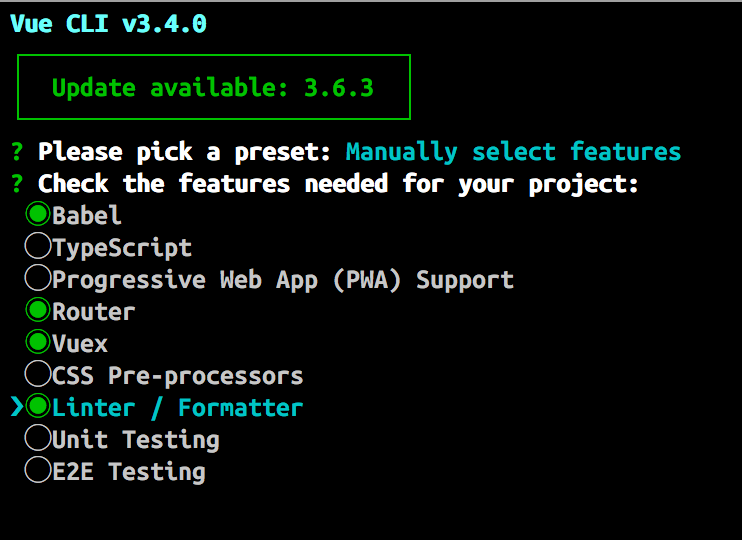 Vue CLI v3.4.0
Update available: 3.6.3
? Please pick a preset: Manually select features
? Check the features needed for your project:
◉Babel
◯TypeScript
◯Progressive Web App (PWA) Support
◉Router
◉Vuex
◯CSS Pre-processors
❯◉Linter / Formatter
◯Unit Testing
◯E2E Testing